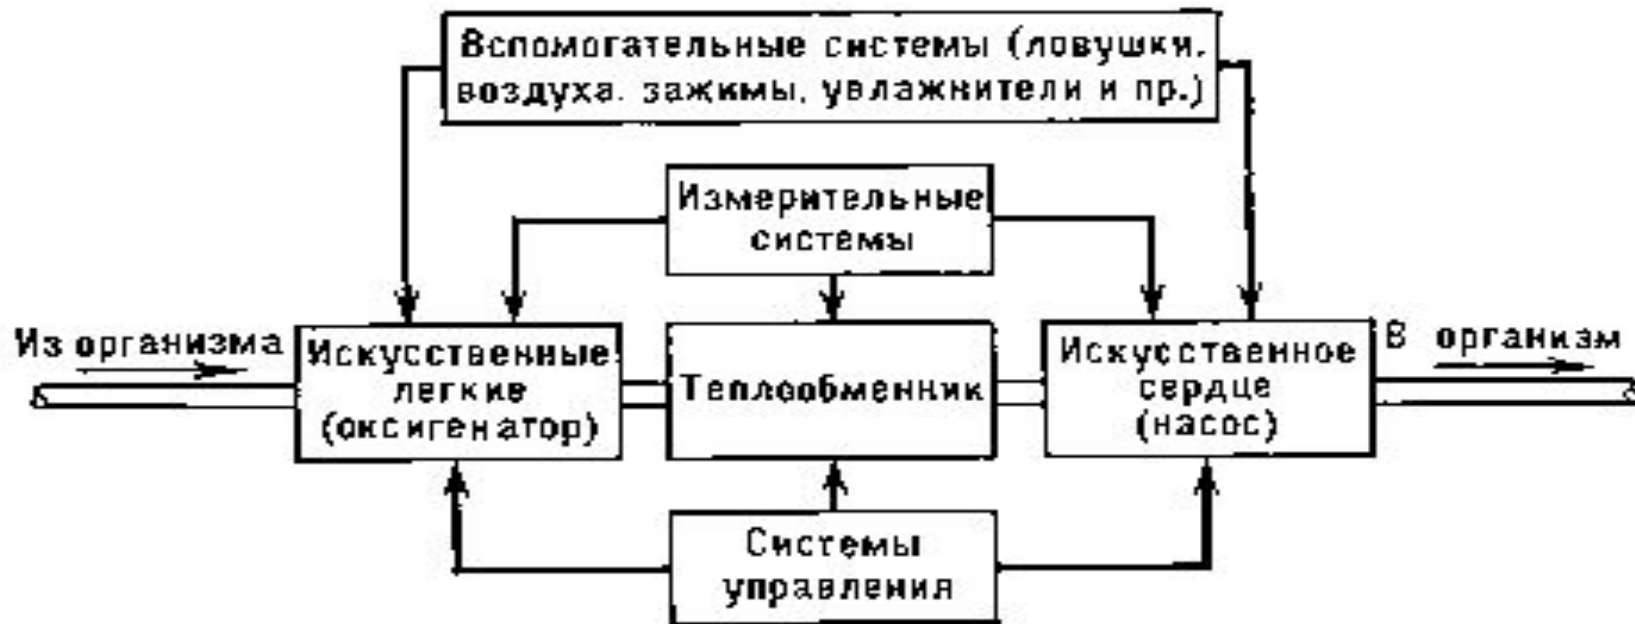 Вспомогательные системы (ловушки,
воздуха. зажимы, увлажнители и пр.)
Измерительные
системы
Из организма
Искусственные
легкие
(оксигенатор)
Теплообменник
Искусственное
сердце
(насос)
В организм
Системы
управления